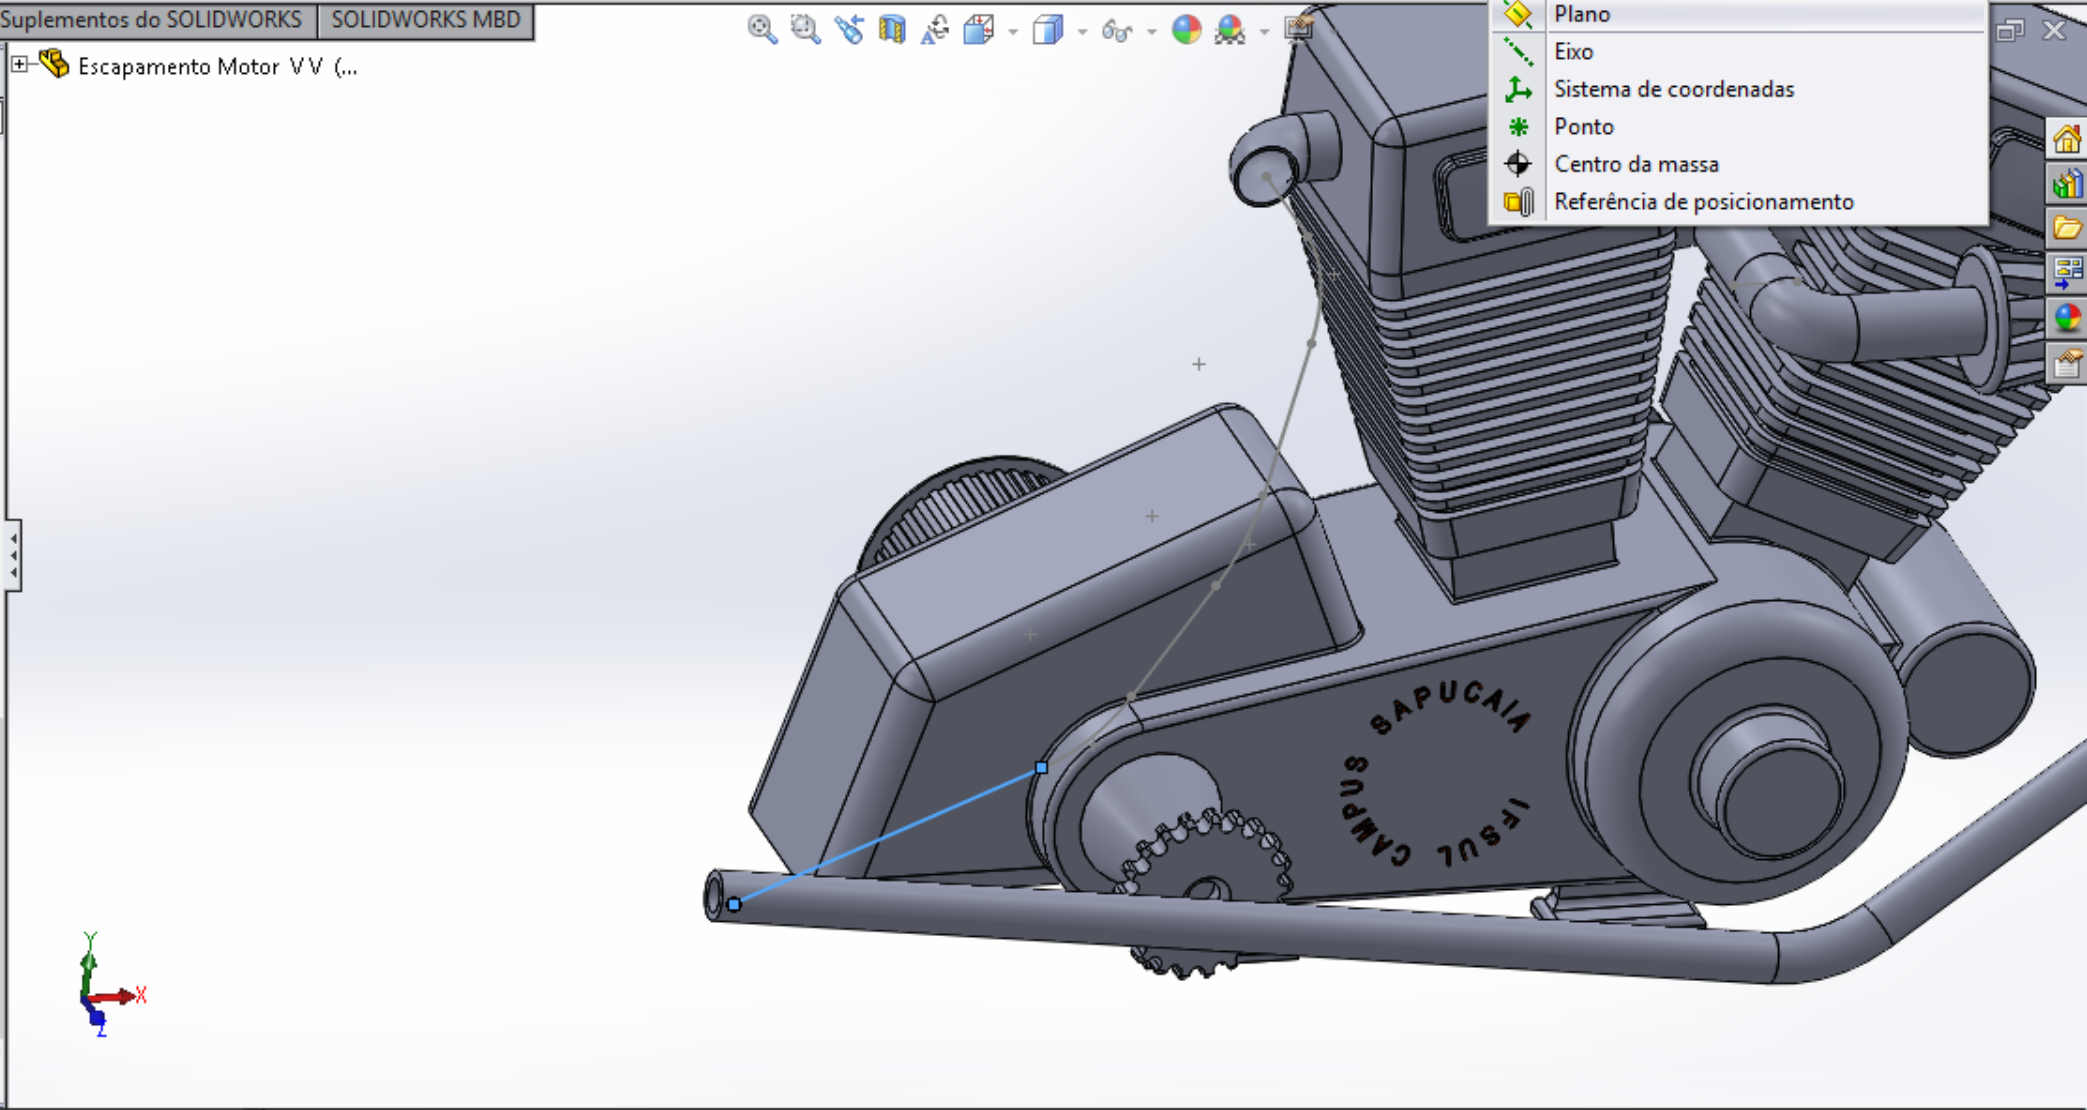 Suplementos do SOLIDWORKS
SOLIDWORKS MBD
Escapamento Motor V V (...
Plano
Eixo
Sistema de coordenadas
Ponto
Centro da massa
Referência de posicionamento
SAPUCAIA
CAMPUS
IFSUL
Y
X
Z